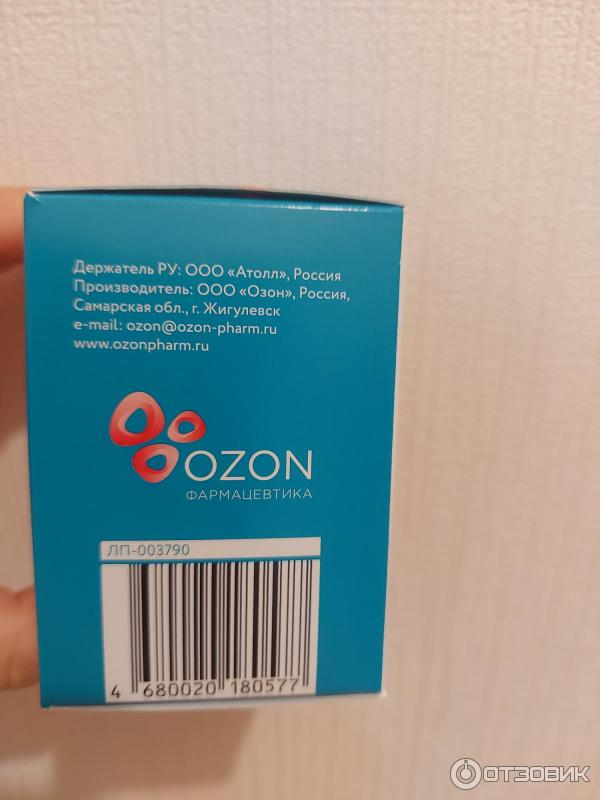 Держатель РУ: ООО «Атолл», Россия
Производитель: ООО «Озон», Россия,
Самарская обл., г. Жигулевск
e-mail: ozon@ozon-pharm.ru
www.ozonpharm.ru
OZON
ФАРМАЦЕВТИКА
ЛП-003790
4 680020 180577
ОТЗОВИК